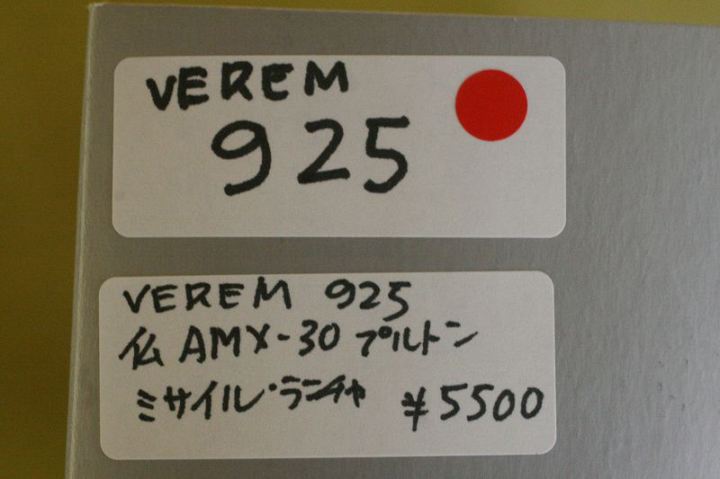 VEREM
925
VEREM 925
仏 AMX-30 プルトン
ミサイル・ランチャ ¥5500